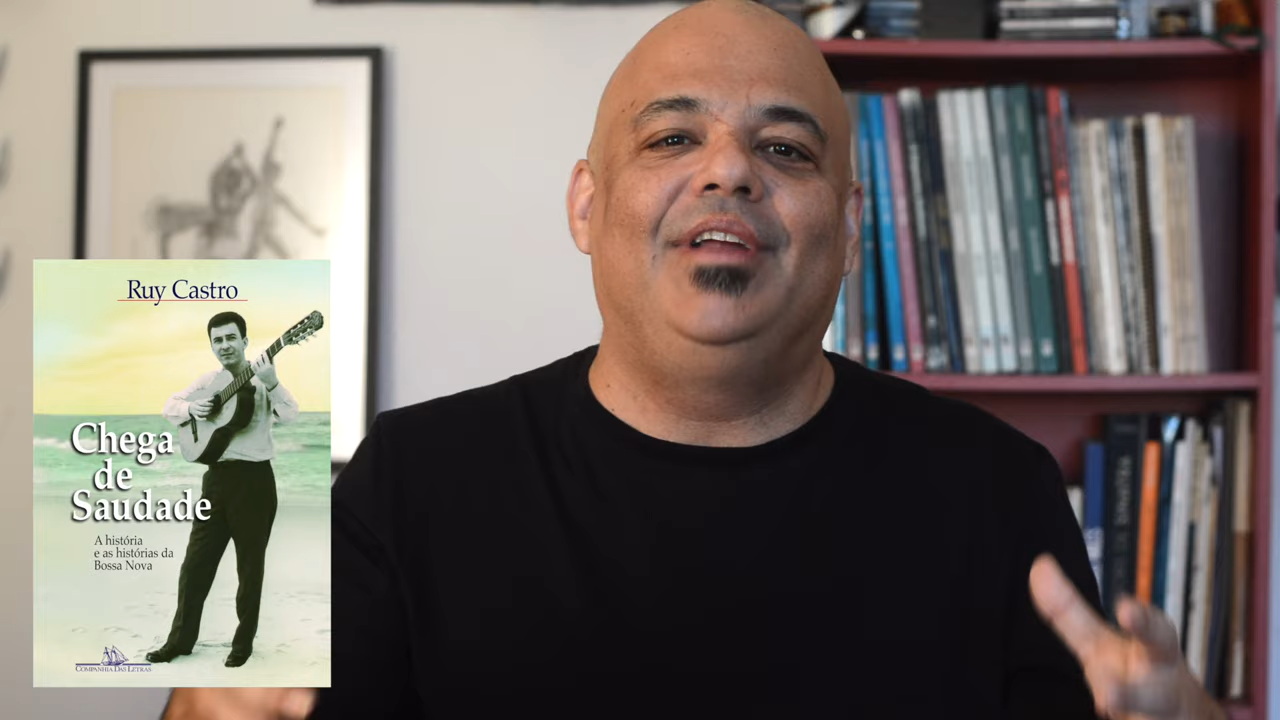 Ruy Castro
Chega
de
Saudade
A história
e as histórias da
Bossa Nova
COMPANHIA DAS LETRAS